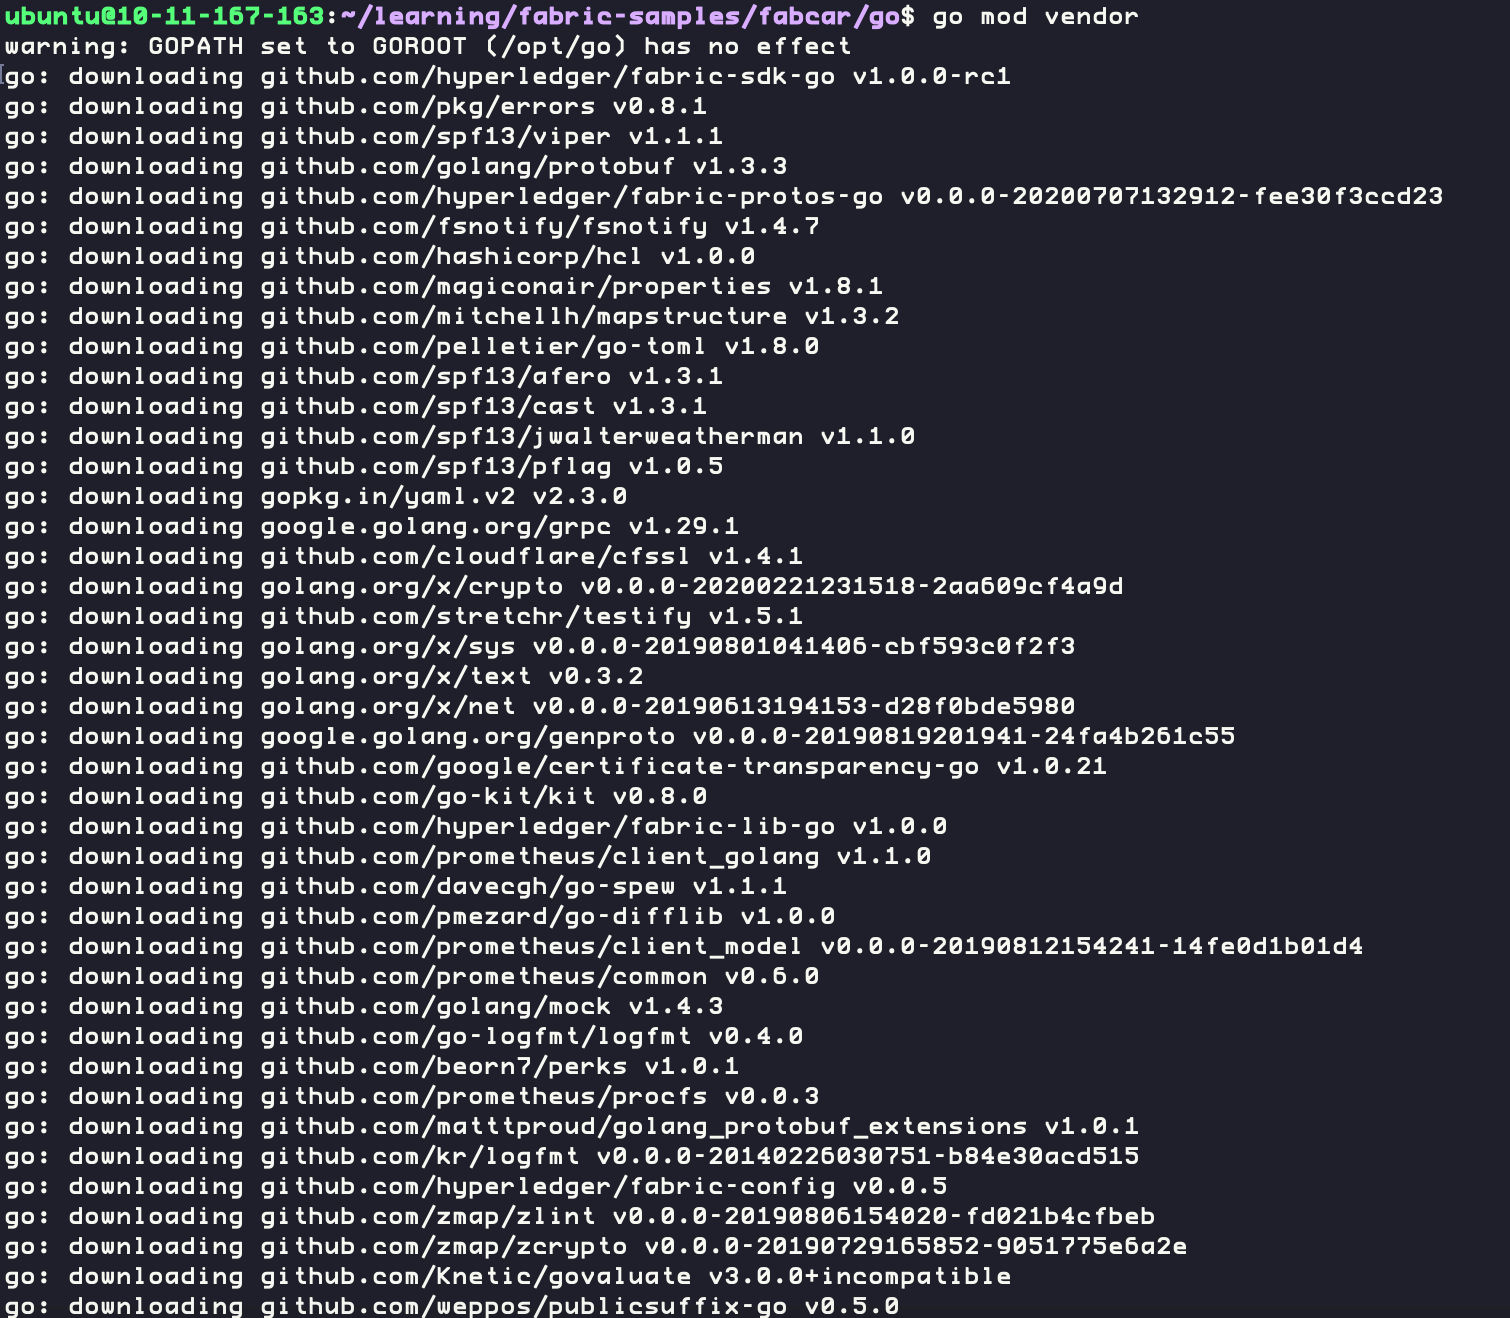 ubuntu@10-11-167-163:~/learning/fabric-samples/fabcar/go$ go mod vendor
warning: GOPATH set to GOROOT (/opt/go) has no effect
go: downloading github.com/hyperledger/fabric-sdk-go v1.0.0-rc1
go: downloading github.com/pkg/errors v0.8.1
go: downloading github.com/spf13/viper v1.1.1
go: downloading github.com/golang/protobuf v1.3.3
go: downloading github.com/hyperledger/fabric-protos-go v0.0.0-20200707132912-fee30f3ccd23
go: downloading github.com/fsnotify/fsnotify v1.4.7
go: downloading github.com/hashicorp/hcl v1.0.0
go: downloading github.com/magiconair/properties v1.8.1
go: downloading github.com/mitchellh/mapstructure v1.3.2
go: downloading github.com/pelletier/go-toml v1.8.0
go: downloading github.com/spf13/afero v1.3.1
go: downloading github.com/spf13/cast v1.3.1
go: downloading github.com/spf13/jwalterweatherman v1.1.0
go: downloading github.com/spf13/pflag v1.0.5
go: downloading gopkg.in/yaml.v2 v2.3.0
go: downloading google.golang.org/grpc v1.29.1
go: downloading github.com/cloudflare/cfssl v1.4.1
go: downloading golang.org/x/crypto v0.0.0-20200221231518-2aa609cf4a9d
go: downloading github.com/stretchr/testify v1.5.1
go: downloading golang.org/x/sys v0.0.0-20190801041406-cbf593c0f2f3
go: downloading golang.org/x/text v0.3.2
go: downloading golang.org/x/net v0.0.0-20190613194153-d28f0bde5980
go: downloading google.golang.org/genproto v0.0.0-20190819201941-24fa4b261c55
go: downloading github.com/google/certificate-transparency-go v1.0.21
go: downloading github.com/go-kit/kit v0.8.0
go: downloading github.com/hyperledger/fabric-lib-go v1.0.0
go: downloading github.com/prometheus/client_golang v1.1.0
go: downloading github.com/davecgh/go-spew v1.1.1
go: downloading github.com/pmezard/go-difflib v1.0.0
go: downloading github.com/prometheus/client_model v0.0.0-20190812154241-14fe0d1b01d4
go: downloading github.com/prometheus/common v0.6.0
go: downloading github.com/golang/mock v1.4.3
go: downloading github.com/go-logfmt/logfmt v0.4.0
go: downloading github.com/beorn7/perks v1.0.1
go: downloading github.com/prometheus/procfs v0.0.3
go: downloading github.com/matttproud/golang_protobuf_extensions v1.0.1
go: downloading github.com/kr/logfmt v0.0.0-20140226030751-b84e30acd515
go: downloading github.com/hyperledger/fabric-config v0.0.5
go: downloading github.com/zmap/zlint v0.0.0-20190806154020-fd021b4cfbeb
go: downloading github.com/zmap/zcrypto v0.0.0-20190729165852-9051775e6a2e
go: downloading github.com/Knetic/govaluate v3.0.0+incompatible
go: downloading github.com/weppos/publicsuffix-go v0.5.0